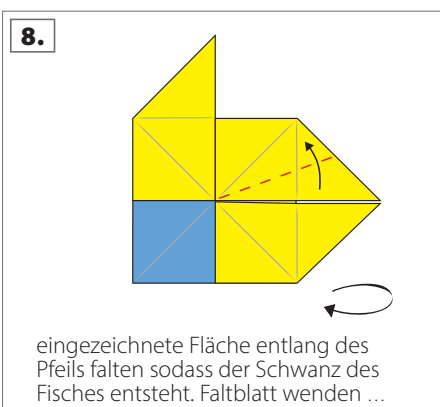 8.
eingezeichnete Fläche entlang des
Pfeils falten sodass der Schwanz des
Fisches entsteht. Faltblatt wenden ...